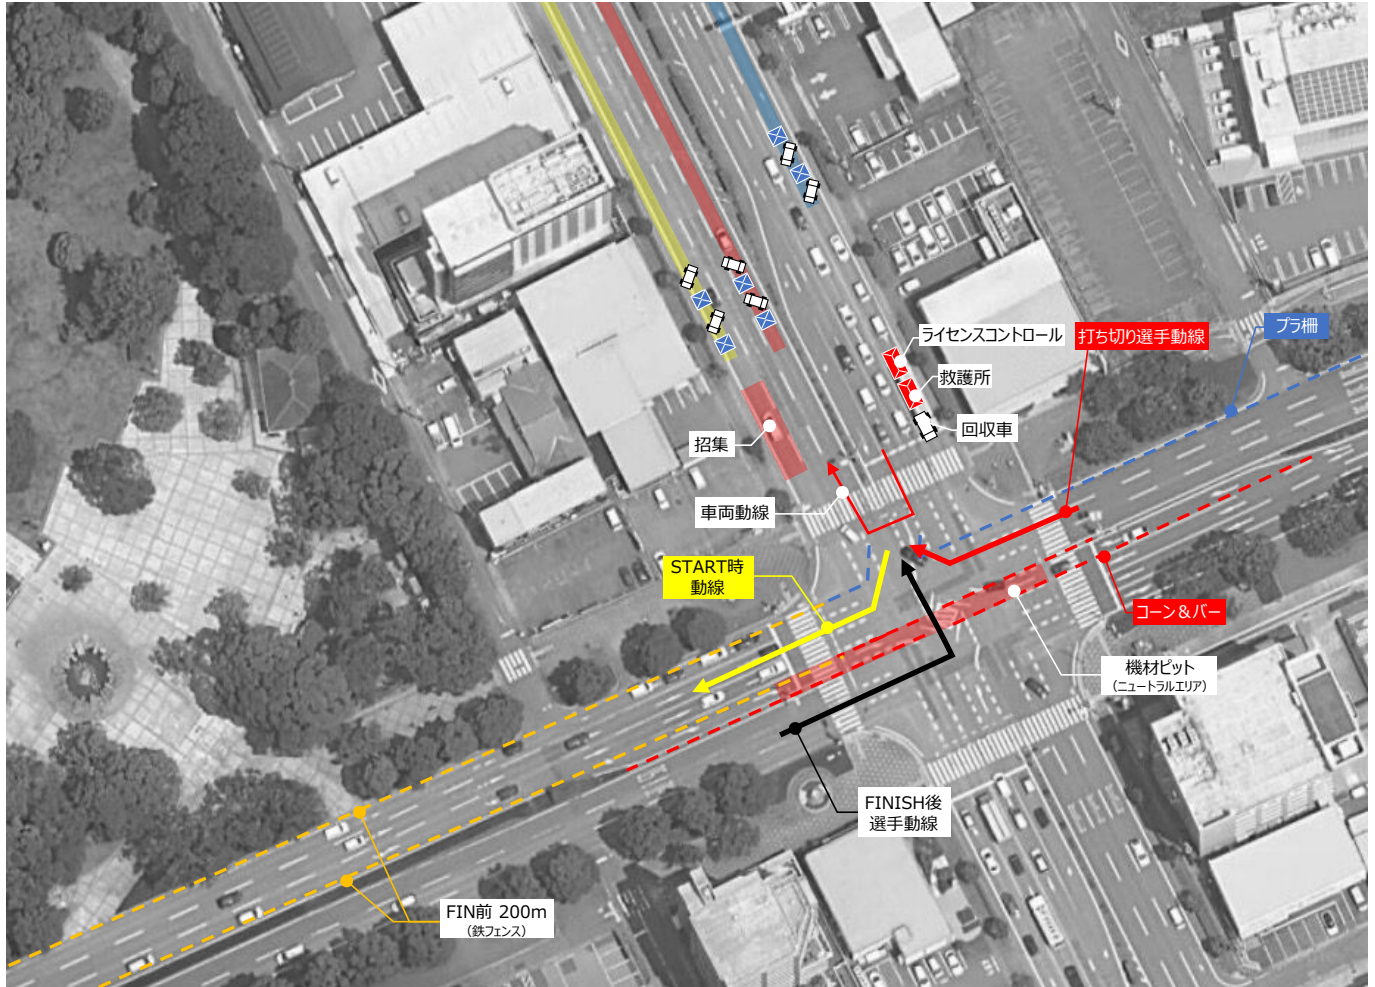 プラ柵
ライセンスコントロール
打ち切り選手動線
救護所
回収車
招集
車両動線
START時
動線
コーン＆バー
機材ピット
（ニュートラルエリア）
FINISH後
選手動線
FIN前 200m
（鉄フェンス）